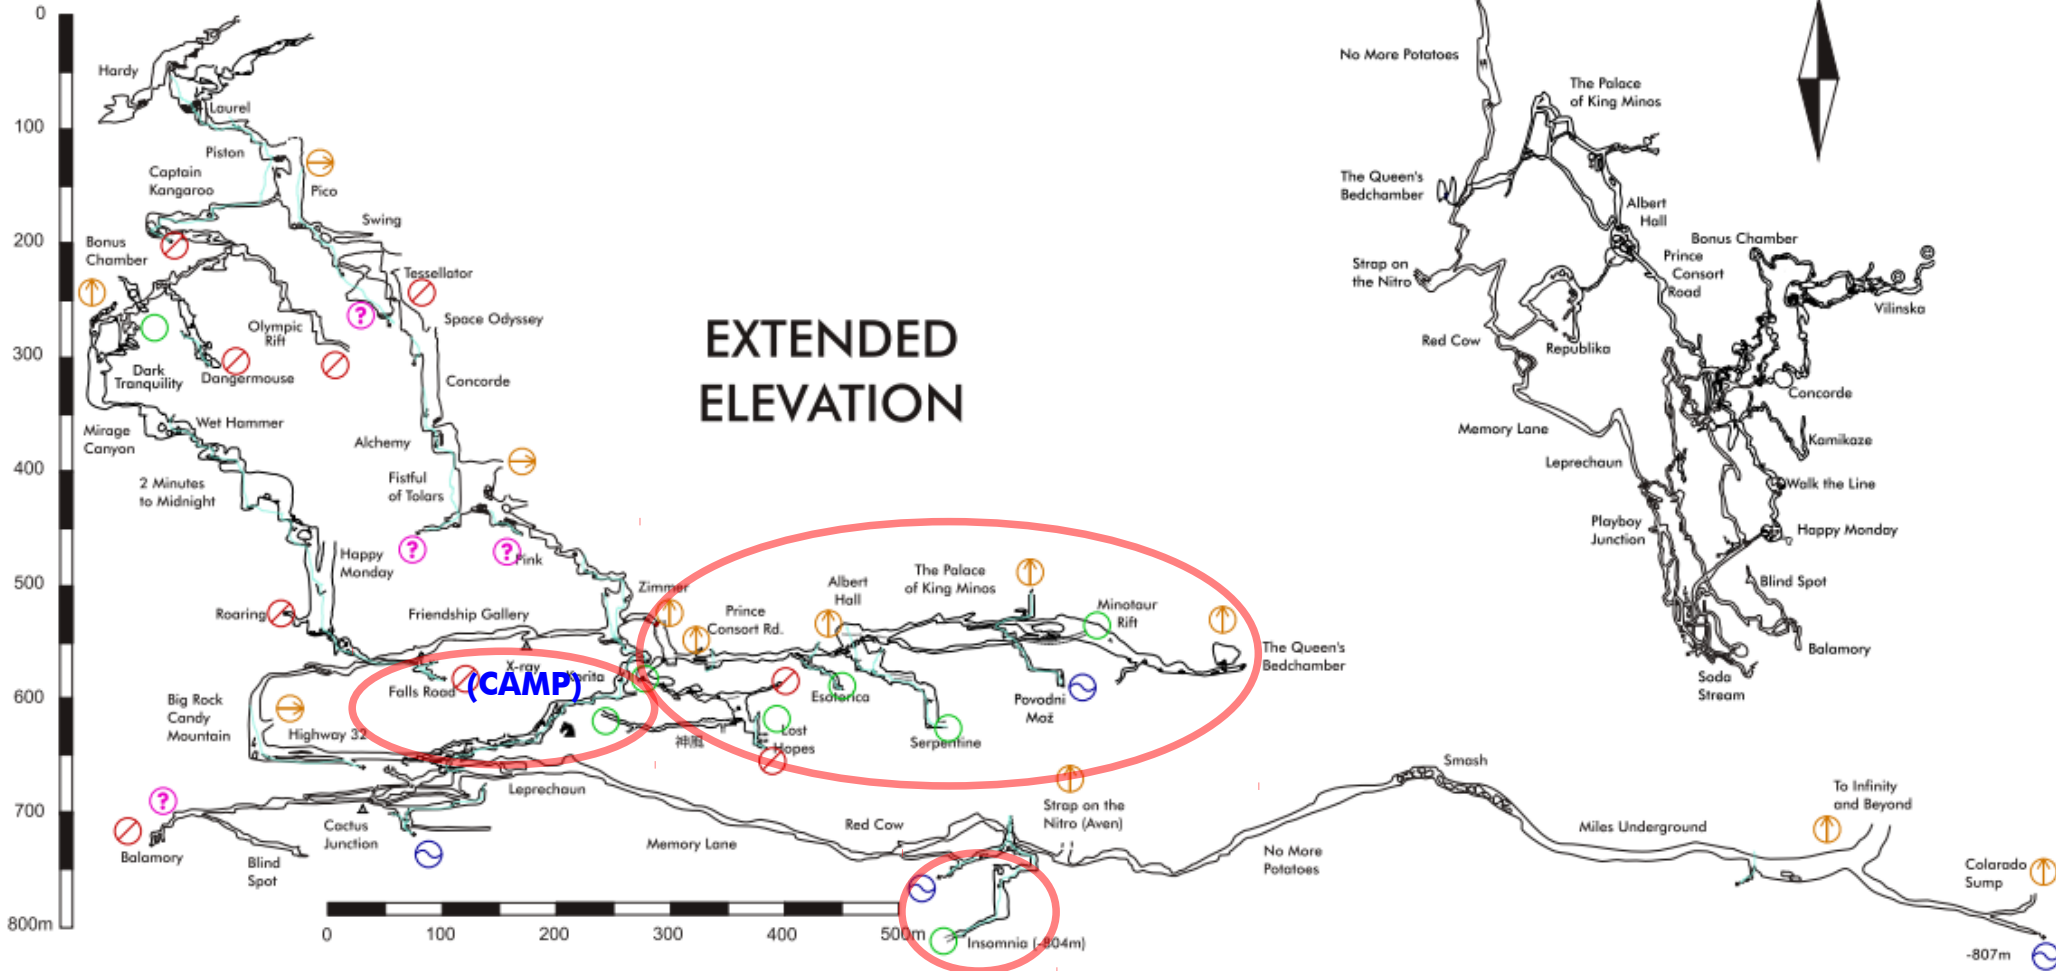 0
100
200
300
400
500
600
700
800m
Hardy
Laurel
Piston
Captain
Kangaroo
Pico
Swing
Bonus
Chamber
Tessellator
?
Space Odyssey
Olympic
Rift
Dark
Tranquility
Dangermouse
Concorde
Mirage
Canyon
Wet Hammer
Alchemy
2 Minutes
to Midnight
Fistful
of Tolars
?
?
Pink
Happy
Monday
Roaring
Friendship Gallery
Zimmer
Prince
Consort Rd.
Albert
Hall
The Palace
of King Minos
Minotaur
Rift
The Queen's
Bedchamber
X-ray
Falls Road
(CAMP)
Korita
Big Rock
Candy
Mountain
Highway 32
神風
Lost
Hopes
Esoterica
Serpentine
Povodni
Mož
?
Balamory
Blind
Spot
Cactus
Junction
Leprechaun
Memory Lane
Red Cow
Strap on the
Nitro (Aven)
No More
Potatoes
Smash
Miles Underground
To Infinity
and Beyond
Colarado
Sump
-807m
Insomnia (-804m)
0
100
200
300
400
500m
EXTENDED
ELEVATION
No More Potatoes
The Palace
of King Minos
The Queen's
Bedchamber
Albert
Hall
Strap on
the Nitro
Prince
Consort
Road
Bonus Chamber
Vilinska
Red Cow
Republika
Concorde
Memory Lane
Kamikaze
Leprechaun
Walk the Line
Playboy
Junction
Happy Monday
Blind Spot
Balamory
Soda
Stream